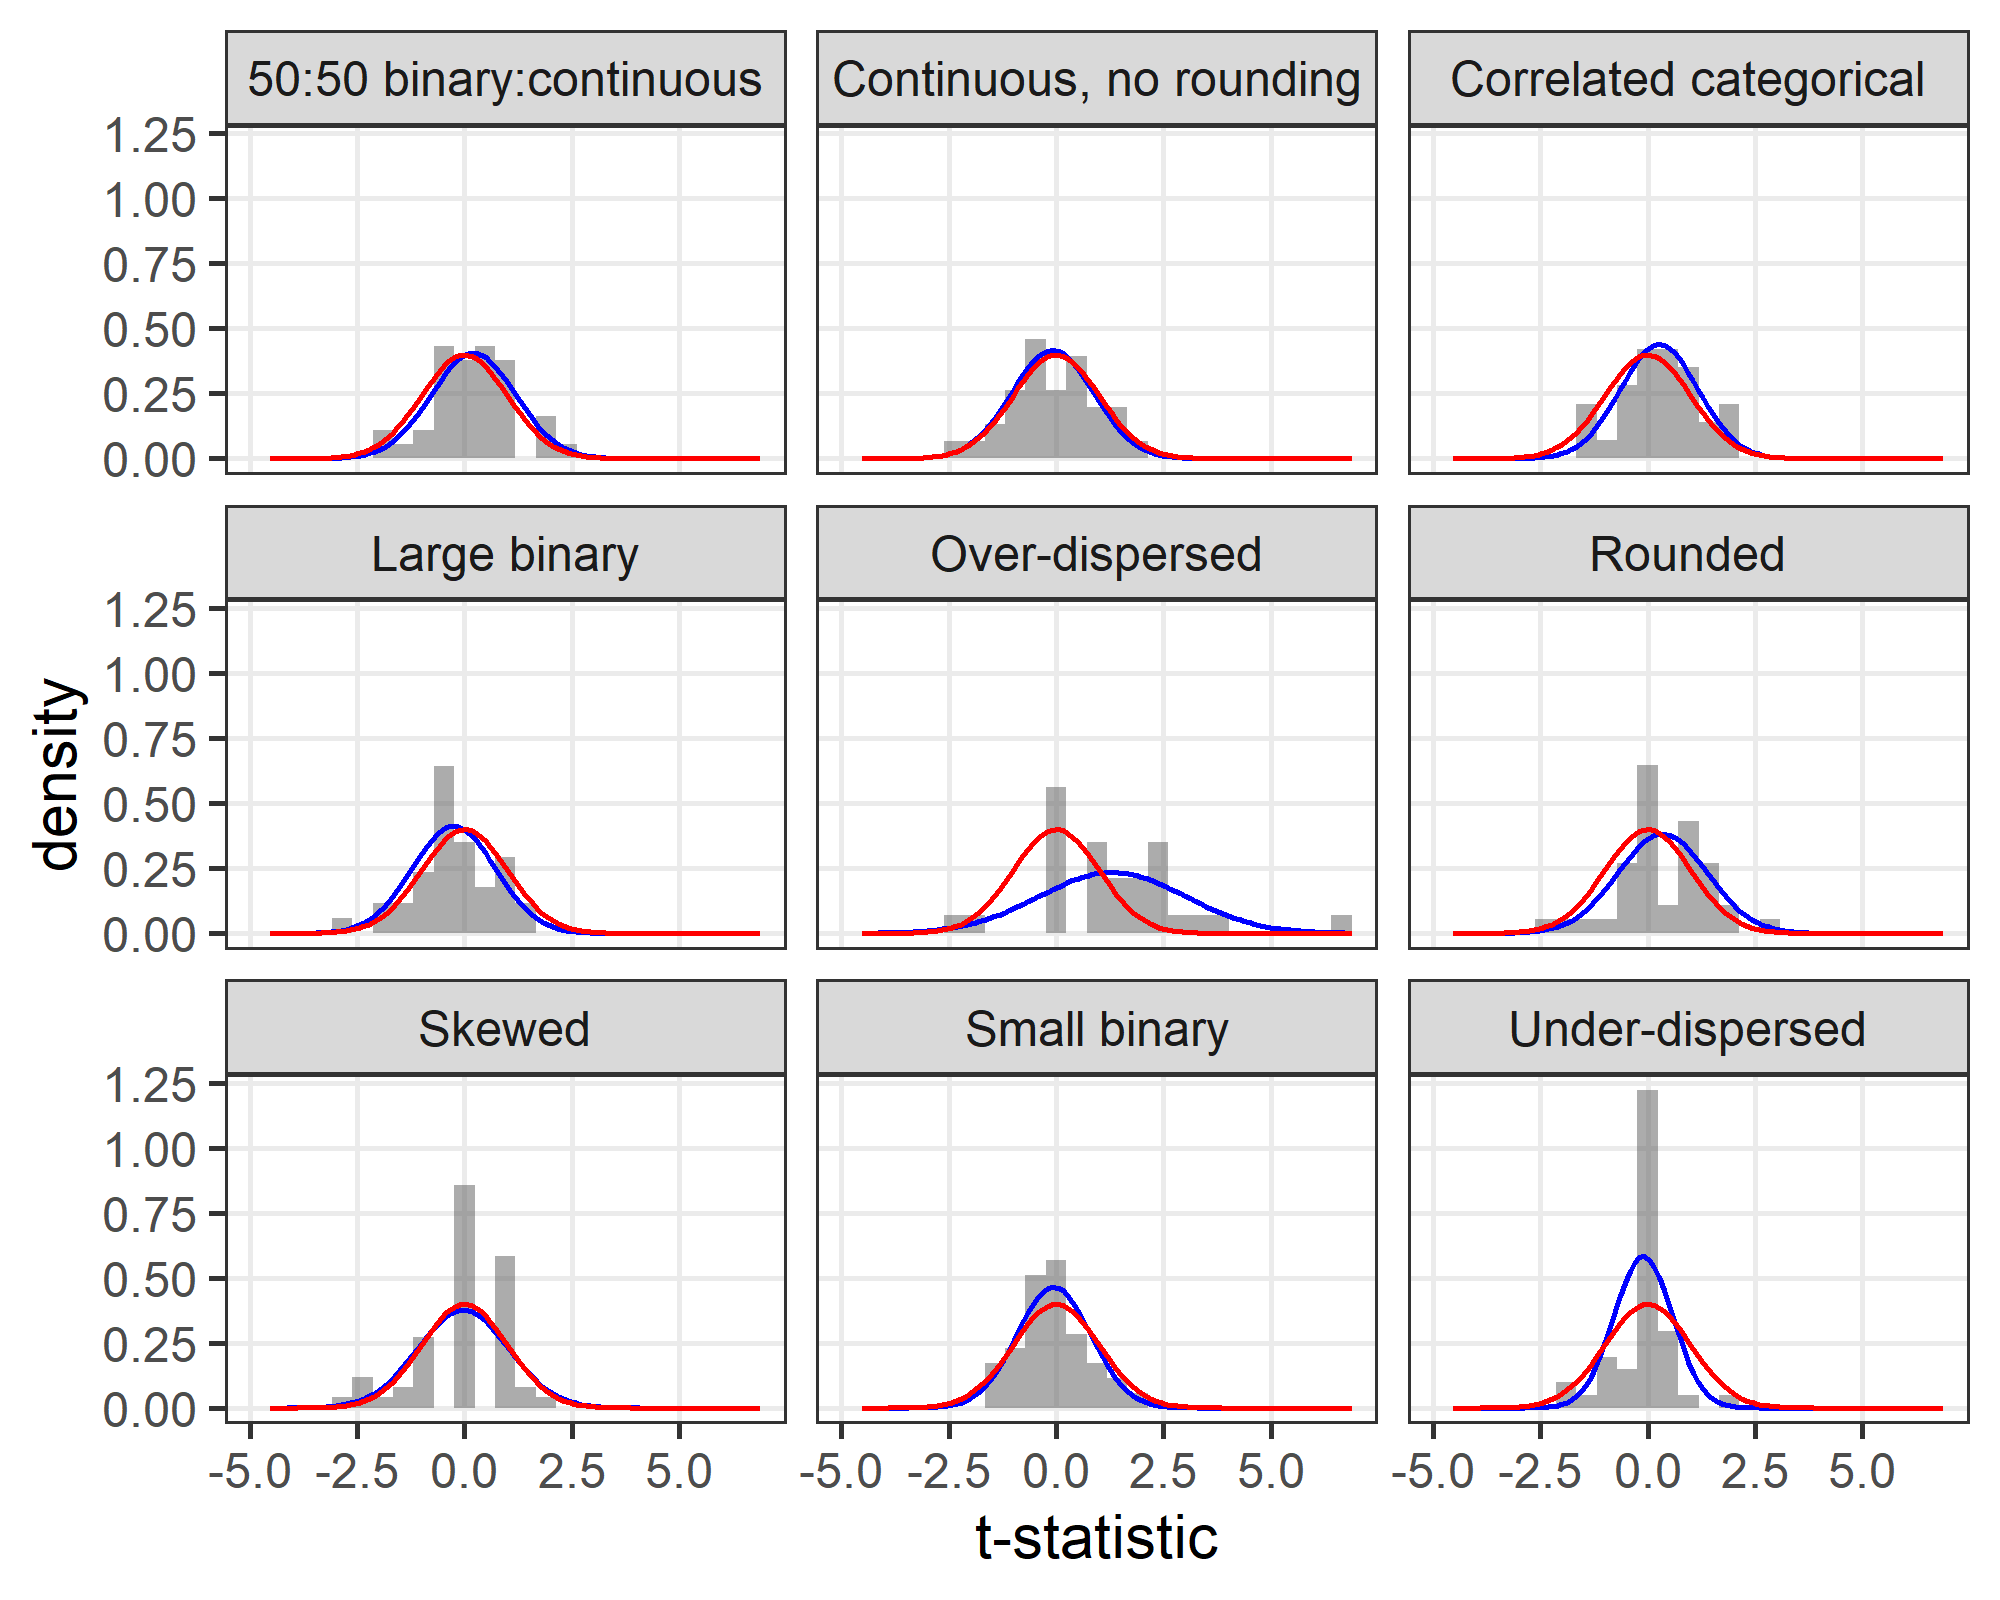 50:50 binary:continuous
Continuous, no rounding
Correlated categorical
1.25
1.00
0.75
0.50
0.25
0.00
Large binary
Over-dispersed
Rounded
1.25
1.00
0.75
0.50
0.25
0.00
density
Skewed
Small binary
Under-dispersed
1.25
1.00
0.75
0.50
0.25
0.00
-5.0 -2.5 0.0 2.5 5.0
-5.0 -2.5 0.0 2.5 5.0
-5.0 -2.5 0.0 2.5 5.0
t-statistic